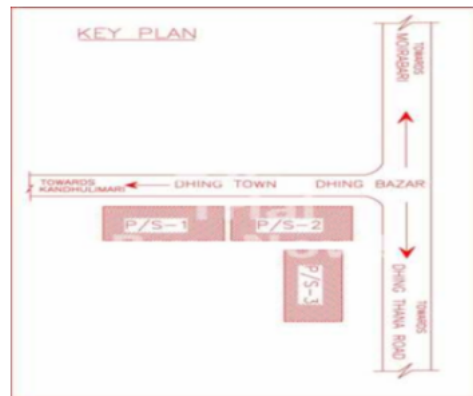 KEY PLAN
TOWARDS
MORABARI
TOWARDS
KANDHULIMARI
DHING TOWN
DHING BAZAR
P/S-1
P/S-2
P/S-3
TOWARDS
DHING THANA ROAD